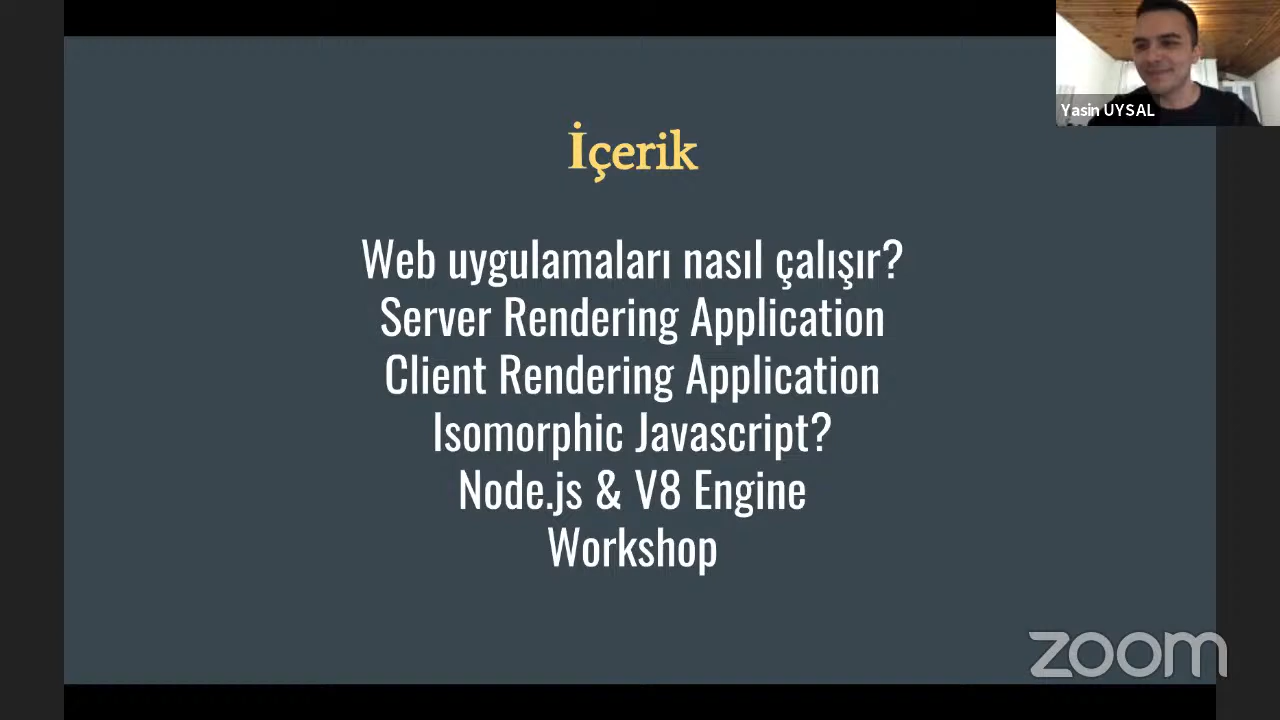 Yasin UYSAL
İçerik
Web uygulamaları nasıl çalışır?
Server Rendering Application
Client Rendering Application
Isomorphic Javascript?
Node.js & V8 Engine
Workshop
zoom